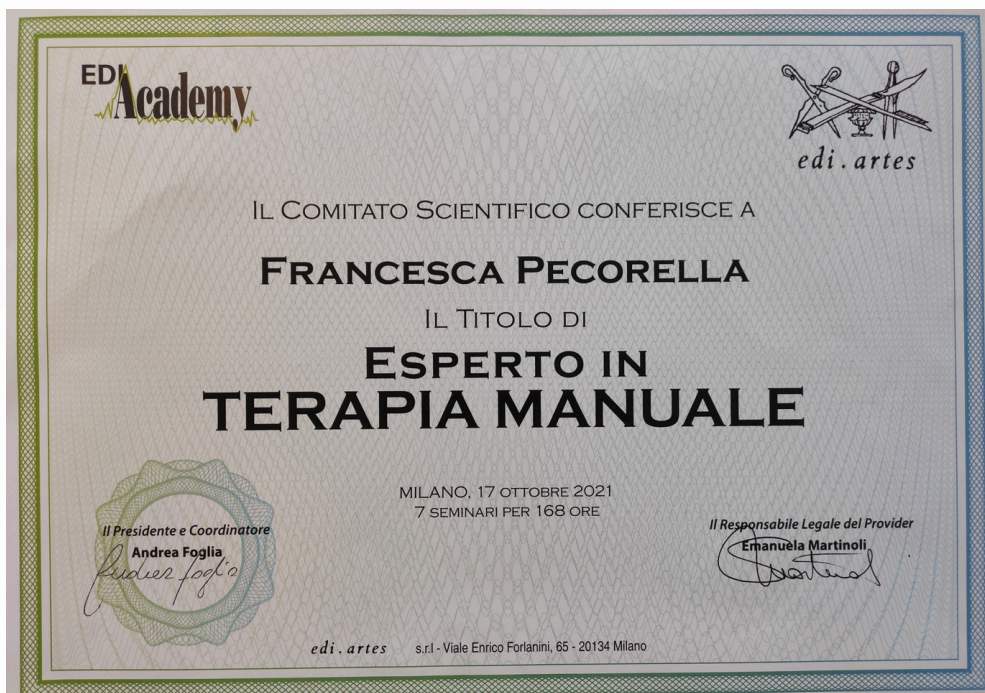 EDI Academy
edi.artes
IL COMITATO SCIENTIFICO CONFERISCE A
FRANCESCA PECORELLA
IL TITOLO DI
ESPERTO IN
TERAPIA MANUALE
MILANO, 17 OTTOBRE 2021
7 SEMINARI PER 168 ORE
Il Presidente e Coordinatore
Andrea Foglia
Andrea Foglia
Il Responsabile Legale del Provider
Emanuela Martinoli
edi.artes s.r.l - Viale Enrico Forlanini, 65 - 20134 Milano